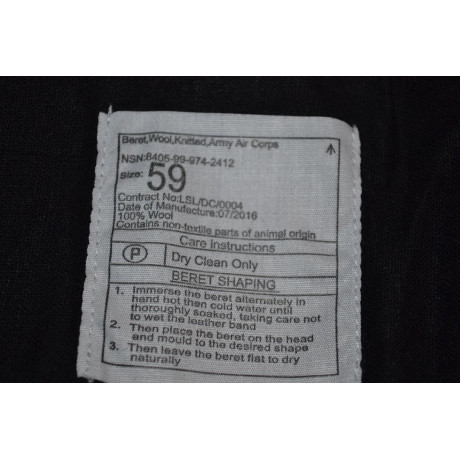 Beret,Wool,Knitted,Army Air Corps
NSN:8405-99-974-2412
Size: 59
Contract No:LSL/DC/0004
Date of Manufacture:07/2016
100% Wool
Contains non-textile parts of animal origin
Care Instructions
P Dry Clean Only
BERET SHAPING
1. Immerse the beret alternately in
hand hot then cold water until
thoroughly soaked, taking care not
to wet the leather band
2. Then place the beret on the head
and mould to the desired shape
3. Then leave the beret flat to dry
naturally